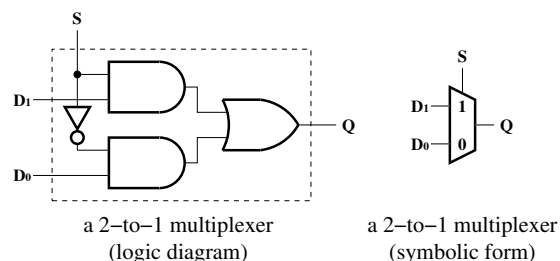 S
D1
D0
Q
a 2−to−1 multiplexer
(logic diagram)
S
D1
1
D0
0
Q
a 2−to−1 multiplexer
(symbolic form)